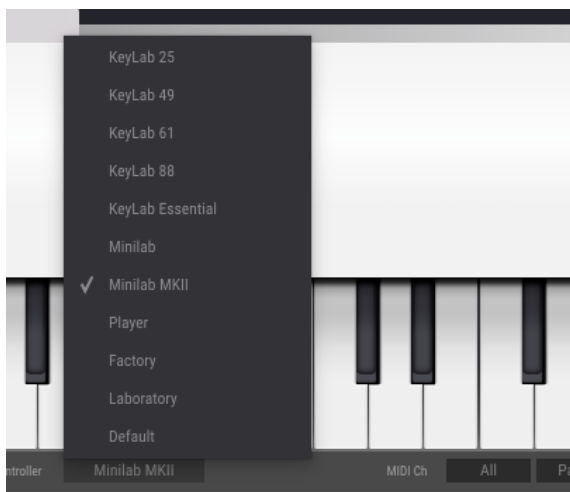 KeyLab 25
KeyLab 49
KeyLab 61
KeyLab 88
KeyLab Essential
Minilab
Minilab MKII
Player
Factory
Laboratory
Default
ntroller Minilab MKII MIDI Ch All Pa